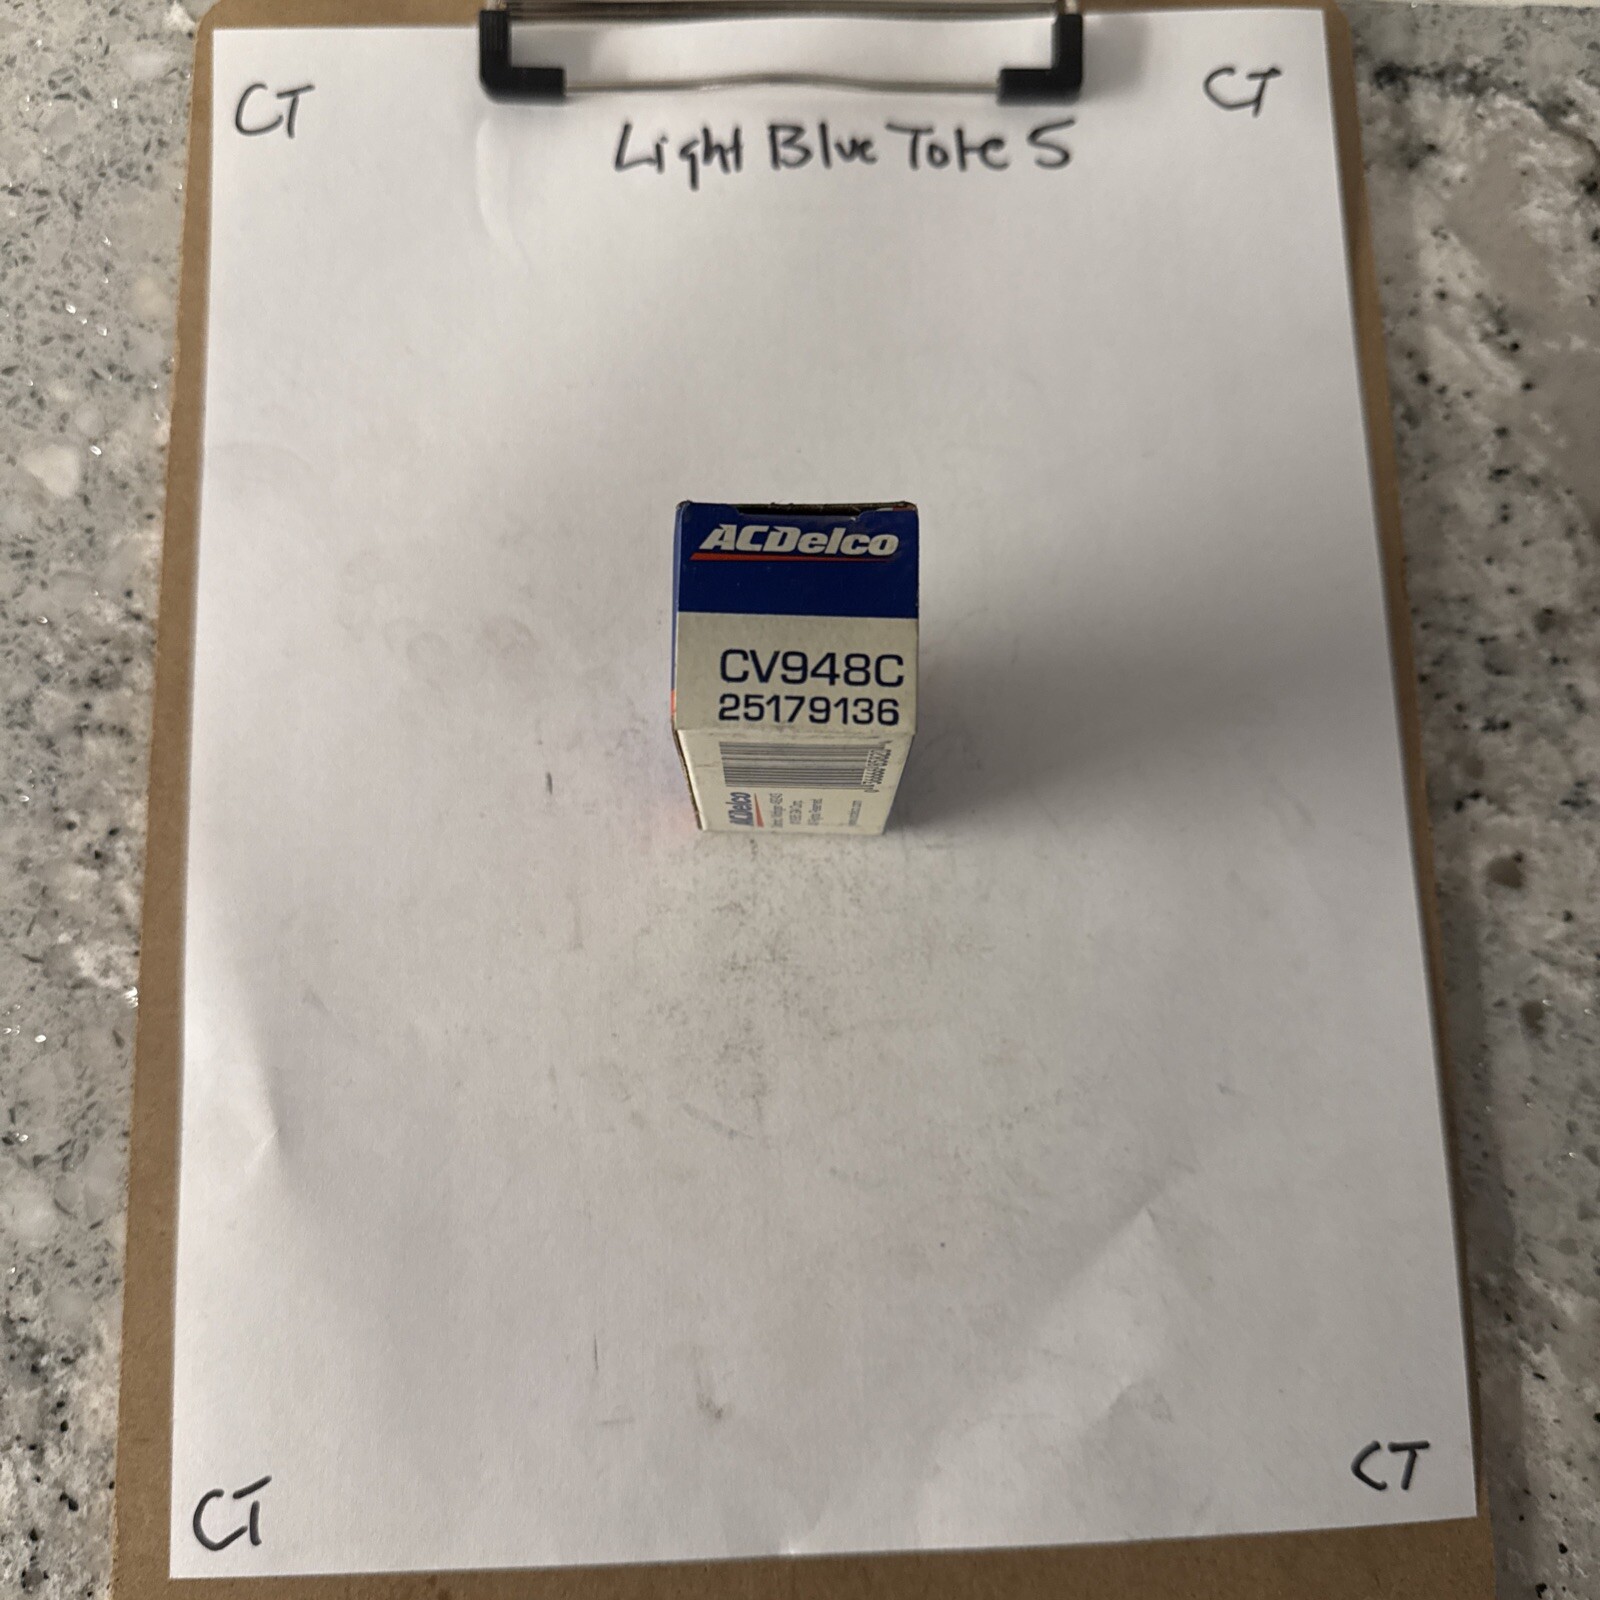 CT
CT
Light Blue Tote 5
ACDelco
CV948C
25179136
ACDelco
CT
CT